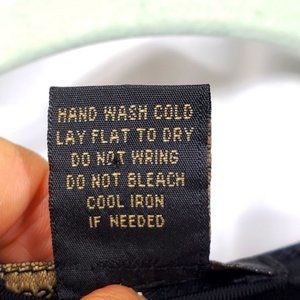 HAND WASH COLD
LAY FLAT TO DRY
DO NOT WRING
DO NOT BLEACH
COOL IRON
IF NEEDED